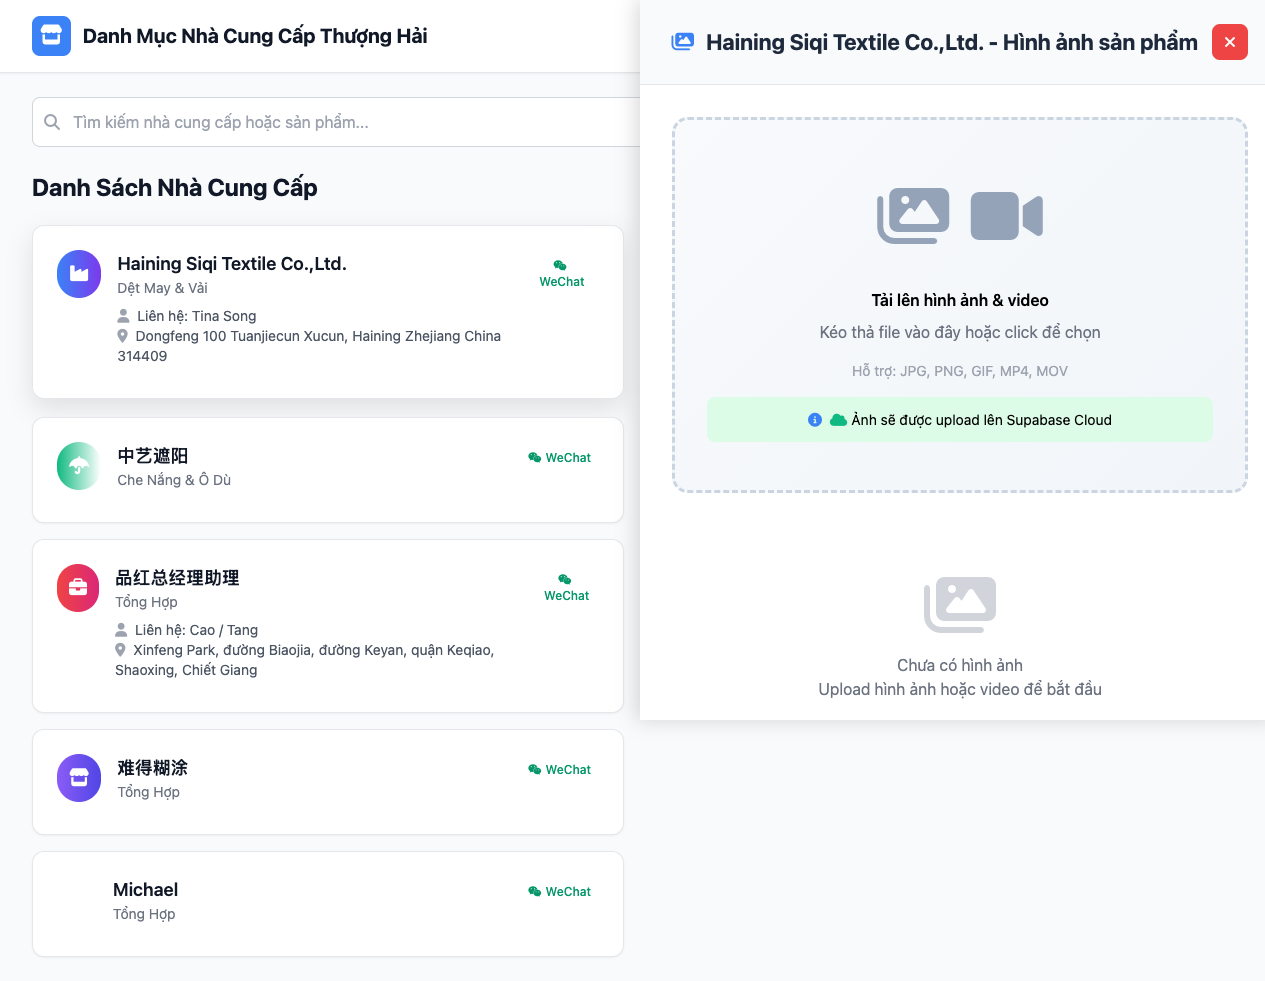 Danh Mục Nhà Cung Cấp Thượng Hải
Tìm kiếm nhà cung cấp hoặc sản phẩm...
Danh Sách Nhà Cung Cấp
Haining Siqi Textile Co.,Ltd.
Dệt May & Vải
Liên hệ: Tina Song
Dongfeng 100 Tuanjiecun Xucun, Haining Zhejiang China
314409
WeChat
中艺遮阳
Che Nắng & Ô Dù
WeChat
品红总经理助理
Tổng Hợp
Liên hệ: Cao / Tang
Xinfeng Park, đường Biaojia, đường Keyan, quận Keqiao,
Shaoxing, Chiết Giang
WeChat
难得糊涂
Tổng Hợp
WeChat
Michael
Tổng Hợp
WeChat
Haining Siqi Textile Co.,Ltd. - Hình ảnh sản phẩm
Tải lên hình ảnh & video
Kéo thả file vào đây hoặc click để chọn
Hỗ trợ: JPG, PNG, GIF, MP4, MOV
Ảnh sẽ được upload lên Supabase Cloud
Chưa có hình ảnh
Upload hình ảnh hoặc video để bắt đầu